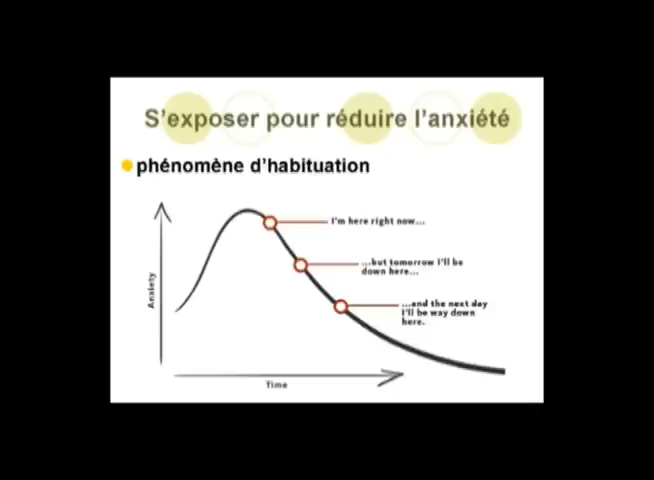 S'exposer pour réduire l'anxiété
phénomène d'habituation
I'm here right now...
...but tomorrow I'll be
down here...
...and the next day
I'll be way down
here.
Anxiety
Time